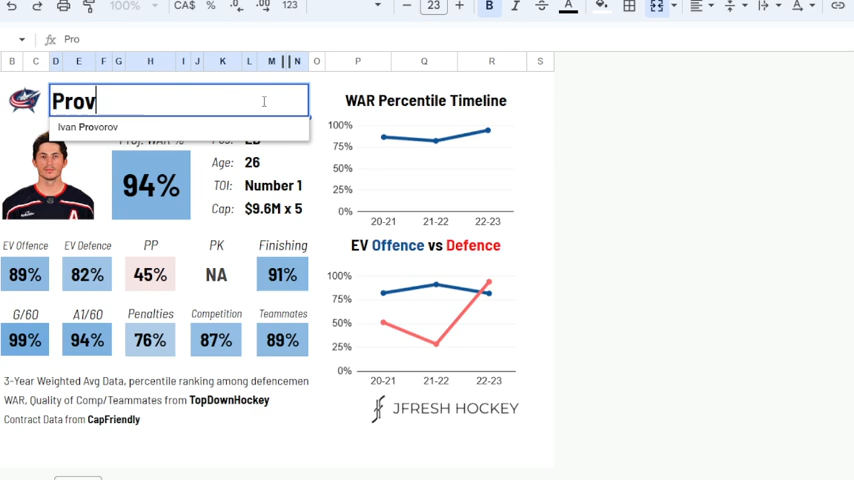 100% CA$ % .0 .00 123 23 B I A
Pro
B C D E F G H I J K L M N O P Q R S
Prov
Ivan Provorov
WAR Percentile Timeline
Age: 26
TOI: Number 1
Cap: $9.6M x 5
94%
100%
75%
50%
25%
0%
20-21 21-22 22-23
EV Offence EV Defence PP PK Finishing
89% 82% 45% NA 91%
G/60 A1/60 Penalties Competition Teammates
99% 94% 76% 87% 89%
EV Offence vs Defence
100%
75%
50%
25%
0%
20-21 21-22 22-23
3-Year Weighted Avg Data, percentile ranking among defencemen
WAR, Quality of Comp/Teammates from TopDownHockey
Contract Data from CapFriendly
JFRESH HOCKEY